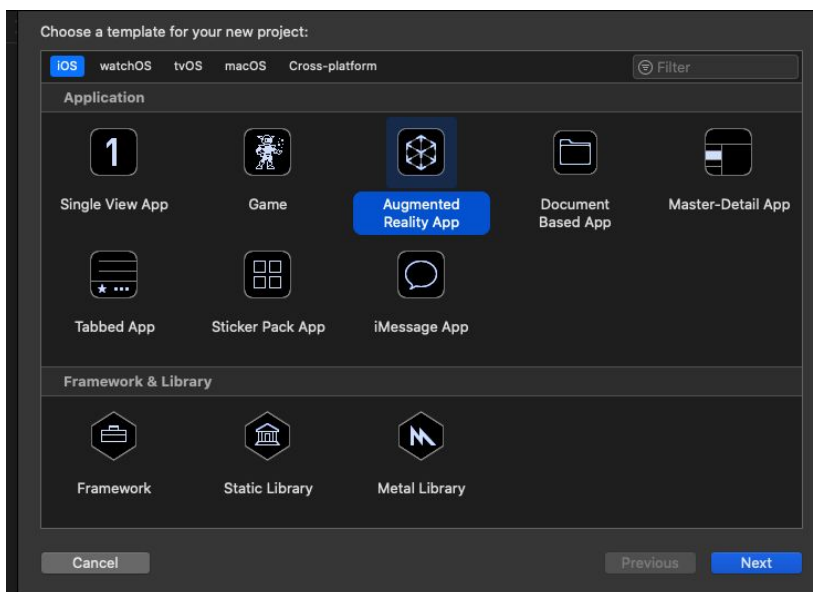 Choose a template for your new project:
iOS watchOS tvOS macOS Cross-platform Filter
Application
1
Single View App Game Augmented Reality App Document Based App Master-Detail App
Tabbed App Sticker Pack App iMessage App
Framework & Library
Framework Static Library Metal Library
Cancel Previous Next